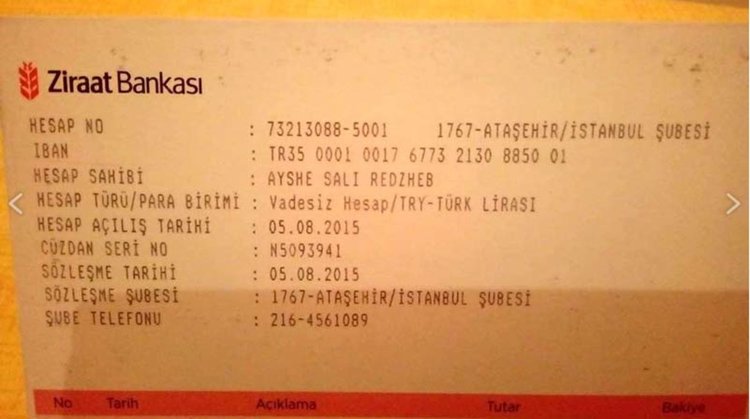 Ziraat Bankası
HESAP NO : 73213088-5001 1767-ATAŞEHİR/İSTANBUL ŞUBESİ
IBAN : TR35 0001 0017 6773 2130 8850 01
HESAP SAHİBİ : AYSHE SALI REDZHEB
HESAP TÜRÜ/PARA BİRİMİ : Vadesiz Hesap/TRY-TÜRK LİRASI
HESAP AÇILIŞ TARİHİ : 05.08.2015
CÜZDAN SERİ NO : N5093941
SÖZLEŞME TARİHİ : 05.08.2015
SÖZLEŞME ŞUBESİ : 1767-ATAŞEHİR/İSTANBUL ŞUBESİ
ŞUBE TELEFONU : 216-4561089
No Tarih Açıklama Tutar Bakiye